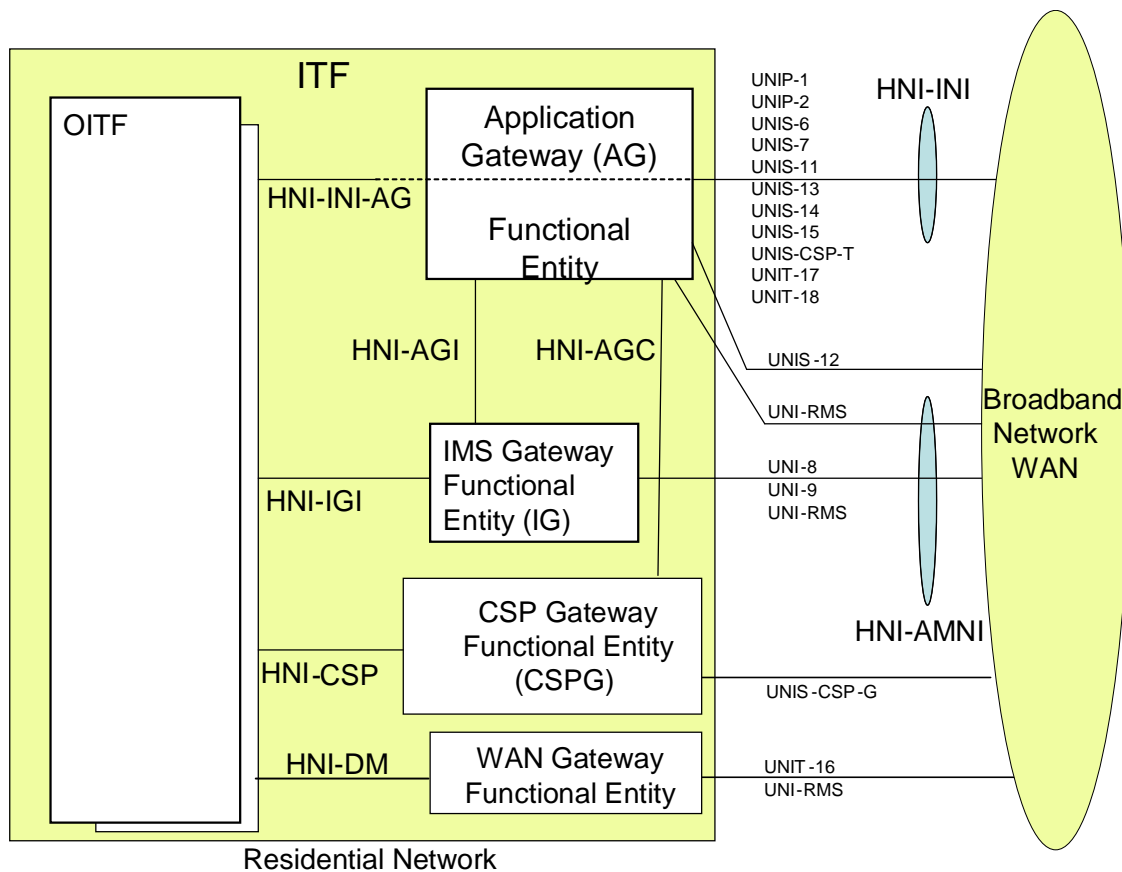 ITF
OITF
Application
Gateway (AG)
Functional
Entity
HNI-INI-AG
UNIP-1
UNIP-2
UNIS-6
UNIS-7
UNIS-11
UNIS-13
UNIS-14
UNIS-15
UNIS-CSP-T
UNIT-17
UNIT-18
HNI-INI
HNI-AGI
HNI-AGC
UNIS-12
UNI-RMS
Broadband
Network
WAN
IMS Gateway
Functional
Entity (IG)
HNI-IGI
UNI-8
UNI-9
UNI-RMS
HNI-AMNI
CSP Gateway
Functional Entity
(CSPG)
HNI-CSP
UNIS-CSP-G
HNI-DM
WAN Gateway
Functional Entity
UNIT-16
UNI-RMS
Residential Network